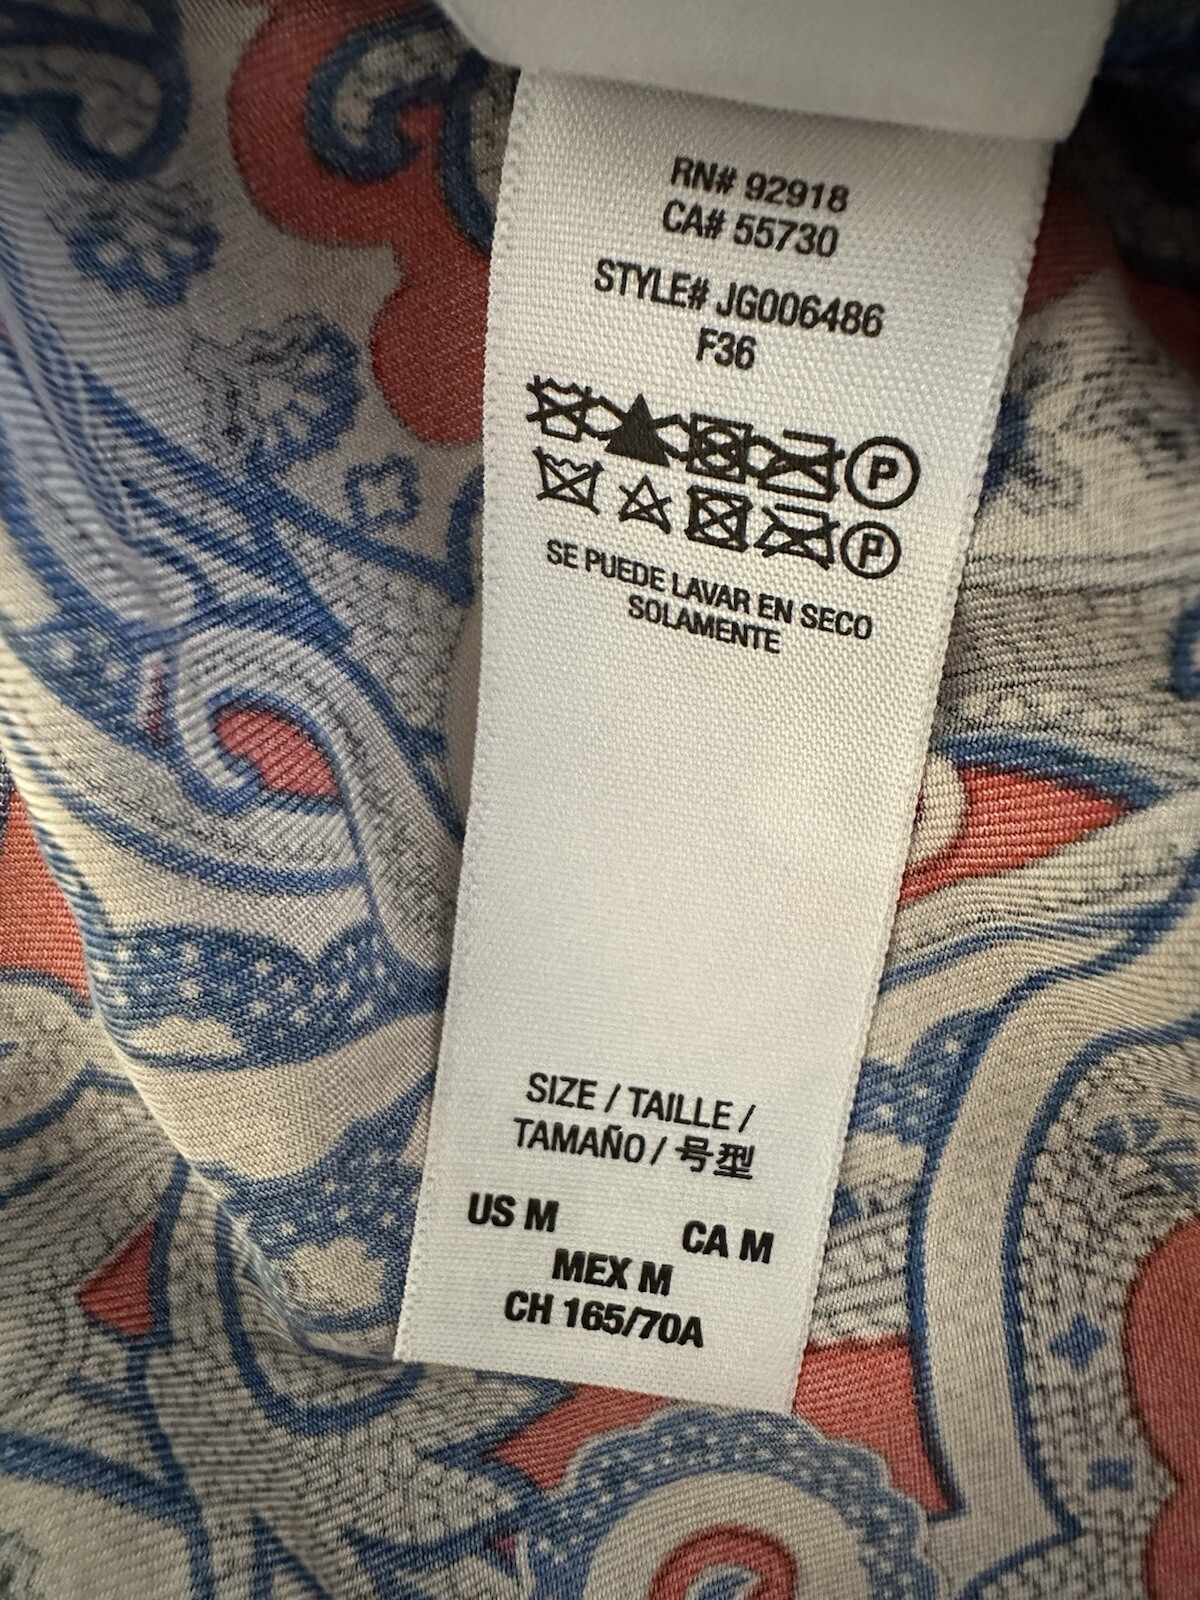 RN# 92918
CA# 55730
STYLE# JG006486
F36
P
P
SE PUEDE LAVAR EN SECO
SOLAMENTE
SIZE / TAILLE /
TAMAÑO / 号型
US M CA M
MEX M
CH 165/70A